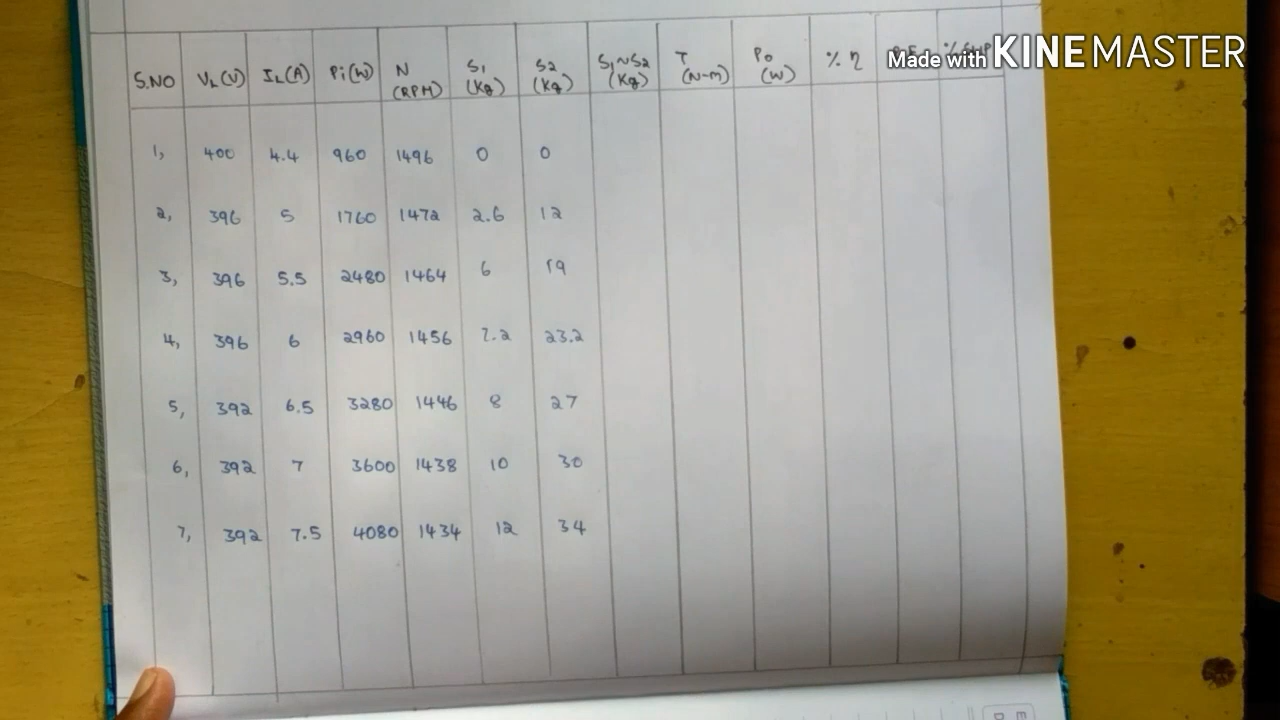 S.NO VL(V) IL(A) Pi(W) N (RPM) S1 (Kg) S2 (Kg) S1~S2 (Kg) T (N-m) Po (W) % η
Made with KINEMASTER
1, 400 4.4 960 1496 0 0
2, 396 5 1760 1472 2.6 12
3, 396 5.5 2480 1464 6 19
4, 396 6 2960 1456 7.2 23.2
5, 392 6.5 3280 1446 8 27
6, 392 7 3600 1438 10 30
7, 392 7.5 4080 1434 12 34